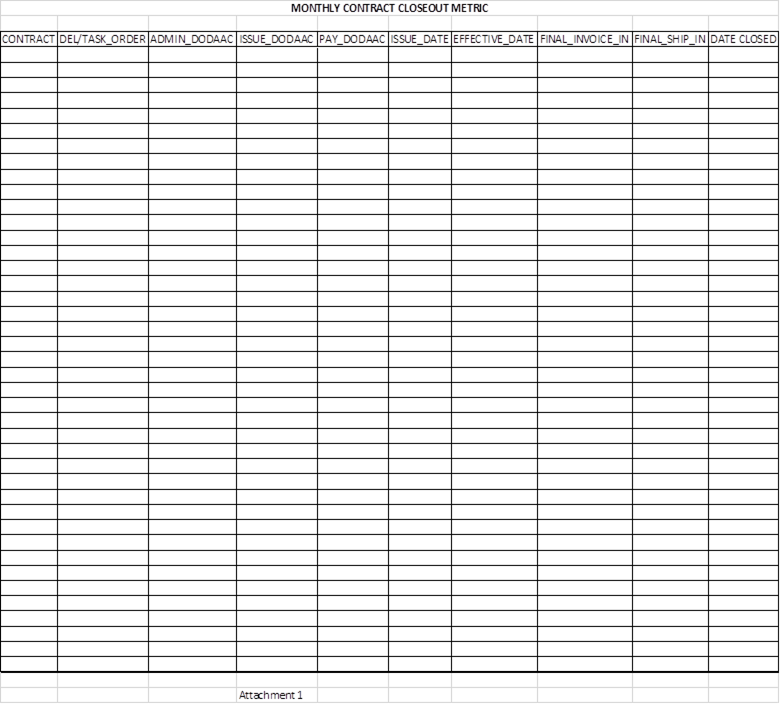 MONTHLY CONTRACT CLOSEOUT METRIC
CONTRACT DEL/TASK_ORDER ADMIN_DODAAC ISSUE_DODAAC PAY_DODAAC ISSUE_DATE EFFECTIVE_DATE FINAL_INVOICE_IN FINAL_SHIP_IN DATE CLOSED
Attachment 1